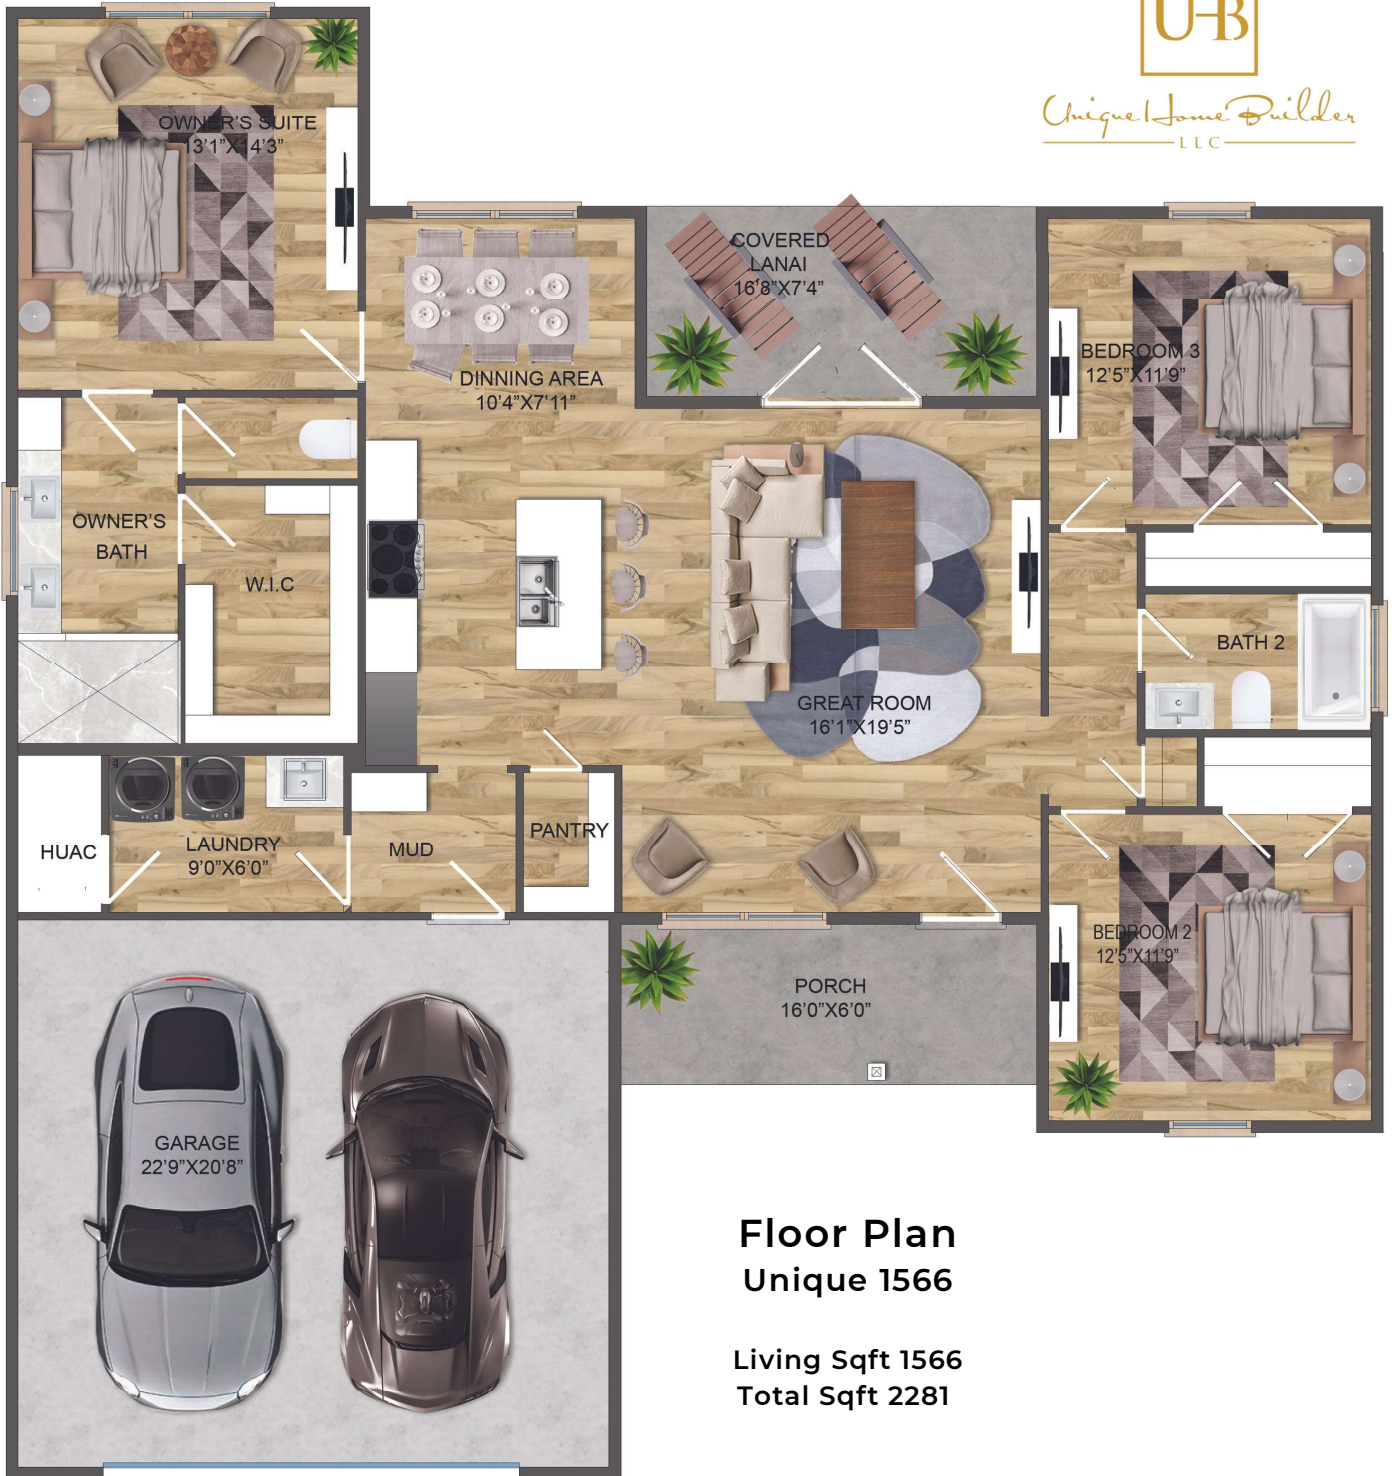 UHB
Unique Home Builder
LLC
OWNER'S SUITE
13'1"X14'3"
COVERED
LANAI
16'8"X7'4"
DINNING AREA
10'4"X7'11"
BEDROOM 3
12'5"X11'9"
OWNER'S
BATH
W.I.C
BATH 2
GREAT ROOM
16'1"X19'5"
HUAC
LAUNDRY
9'0"X6'0"
MUD
PANTRY
BEDROOM 2
12'5"X11'9"
PORCH
16'0"X6'0"
GARAGE
22'9"X20'8"
Floor Plan
Unique 1566
Living Sqft 1566
Total Sqft 2281